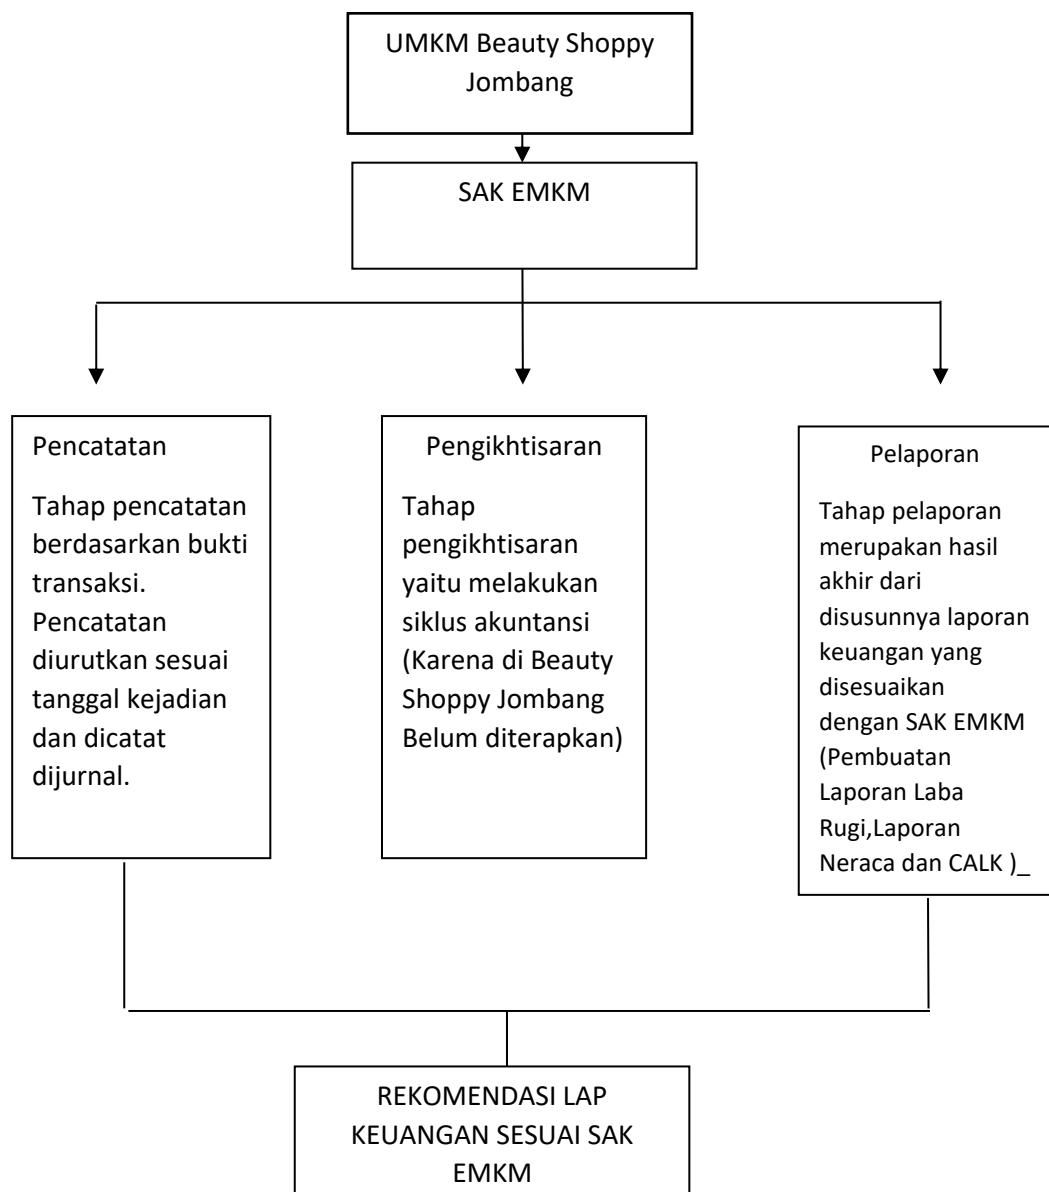 UMKM Beauty Shoppy
Jombang
SAK EMKM
Pencatatan
Tahap pencatatan
berdasarkan bukti
transaksi.
Pencatatan
diurutkan sesuai
tanggal kejadian
dan dicatat
dijurnal.
Pengikhtisaran
Tahap
pengikhtisaran
yaitu melakukan
siklus akuntansi
(Karena di Beauty
Shoppy Jombang
Belum diterapkan)
Pelaporan
Tahap pelaporan
merupakan hasil
akhir dari
disusunnya laporan
keuangan yang
disesuaikan
dengan SAK EMKM
(Pembuatan
Laporan Laba
Rugi,Laporan
Neraca dan CALK )_
REKOMENDASI LAP
KEUANGAN SESUAI SAK
EMKM